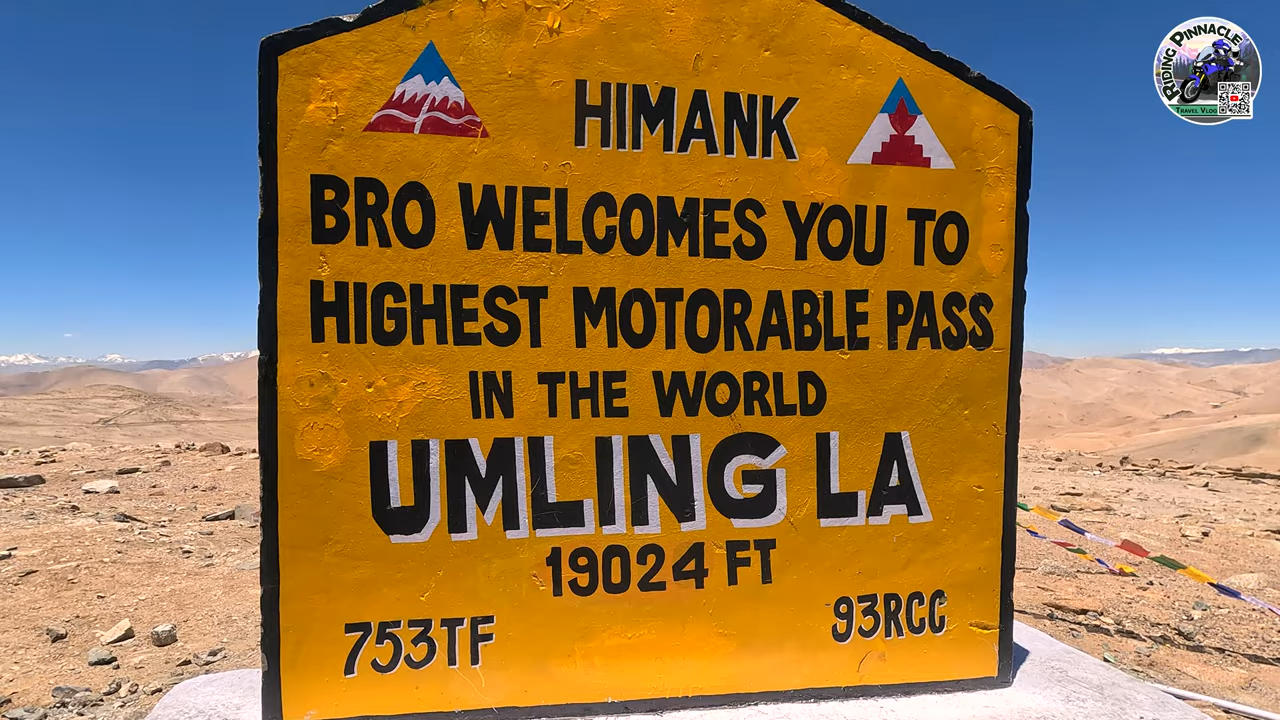 HIMANK
BRO WELCOMES YOU TO
HIGHEST MOTORABLE PASS
IN THE WORLD
UMLING LA
19024 FT
753TF
93RCC
RIDING PINNACLE
TRAVEL VLOG